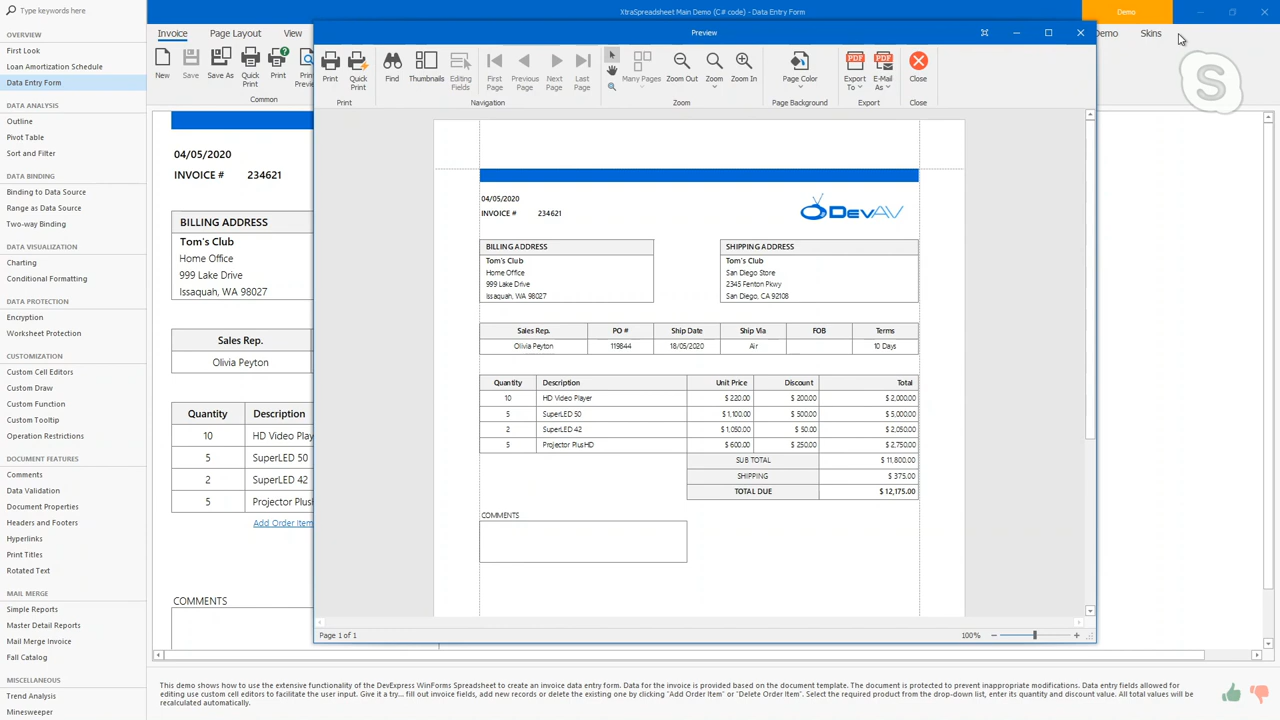 Type keywords here
XtraSpreadsheet Main Demo (C# code) - Data Entry Form
Demo
Invoice
Page Layout
View
Demo
Skins
New
Save
Save As
Quick Print
Print
Print Preview
Common
OVERVIEW
First Look
Loan Amortization Schedule
Data Entry Form
DATA ANALYSIS
Outline
Pivot Table
Sort and Filter
DATA BINDING
Binding to Data Source
Range as Data Source
Two-way Binding
DATA VISUALIZATION
Charting
Conditional Formatting
DATA PROTECTION
Encryption
Worksheet Protection
CUSTOMIZATION
Custom Cell Editors
Custom Draw
Custom Function
Custom Tooltip
Operation Restrictions
DOCUMENT FEATURES
Comments
Data Validation
Document Properties
Headers and Footers
Hyperlinks
Print Titles
Rotated Text
MAIL MERGE
Simple Reports
Master Detail Reports
Mail Merge Invoice
Fall Catalog
MISCELLANEOUS
Trend Analysis
Minesweeper
04/05/2020
INVOICE # 234621
BILLING ADDRESS
Tom's Club
Home Office
999 Lake Drive
Issaquah, WA 98027
Sales Rep.
Olivia Peyton
Quantity Description
10 HD Video Play
5 SuperLED 50
2 SuperLED 42
5 Projector Plus
Add Order Item
COMMENTS
Preview
Print
Quick Print
Print
Find
Thumbnails
Editing Fields
First Page
Previous Page
Next Page
Last Page
Navigation
Many Pages
Zoom Out
Zoom
Zoom In
Zoom
Page Color
Page Background
PDF
Export To
PDF
E-Mail As
Export
Close
Close
S
04/05/2020
INVOICE # 234621
DevAV
BILLING ADDRESS
Tom's Club
Home Office
999 Lake Drive
Issaquah, WA 98027
SHIPPING ADDRESS
Tom's Club
San Diego Store
2345 Fenton Pkwy
San Diego, CA 92108
Sales Rep. PO # Ship Date Ship Via FOB Terms
Olivia Peyton 119844 18/05/2020 Air 10 Days
Quantity Description Unit Price Discount Total
10 HD Video Player $ 220.00 $ 200.00 $ 2,000.00
5 SuperLED 50 $ 1,100.00 $ 500.00 $ 5,000.00
2 SuperLED 42 $ 1,050.00 $ 50.00 $ 2,050.00
5 Projector PlusHD $ 600.00 $ 250.00 $ 2,750.00
SUB TOTAL $ 11,800.00
SHIPPING $ 375.00
TOTAL DUE $ 12,175.00
COMMENTS
Page 1 of 1
100%
This demo shows how to use the extensive functionality of the DevExpress WinForms Spreadsheet to create an invoice data entry form. Data for the invoice is provided based on the document template. The document is protected to prevent inappropriate modifications. Data entry fields allowed for
editing use custom cell editors to facilitate the user input. Give it a try... fill out invoice fields, add new records or delete the existing one by clicking "Add Order Item" or "Delete Order Item". Select the required product from the drop-down list, enter its quantity and discount value. All total values will be
recalculated automatically.